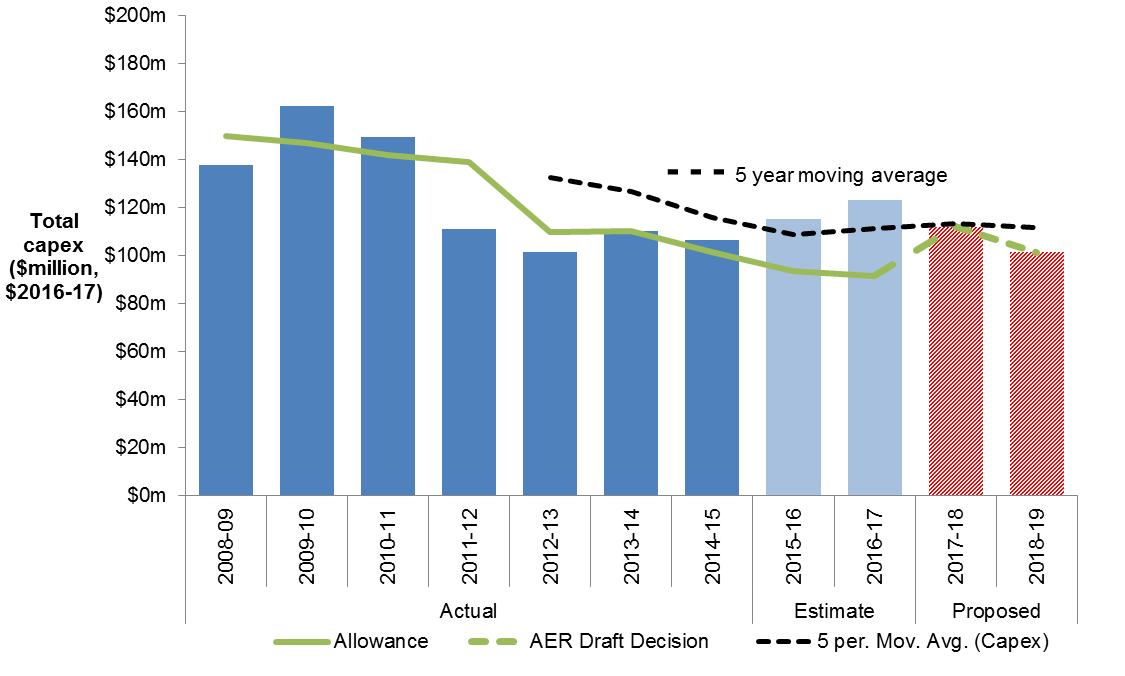 $200m
$180m
$160m
$140m
$120m
$100m
$80m
$60m
$40m
$20m
$0m
Total
capex
($million,
$2016-17)
5 year moving average
2008-09
2009-10
2010-11
2011-12
2012-13
2013-14
2014-15
2015-16
2016-17
2017-18
2018-19
Actual
Estimate
Proposed
Allowance
AER Draft Decision
5 per. Mov. Avg. (Capex)